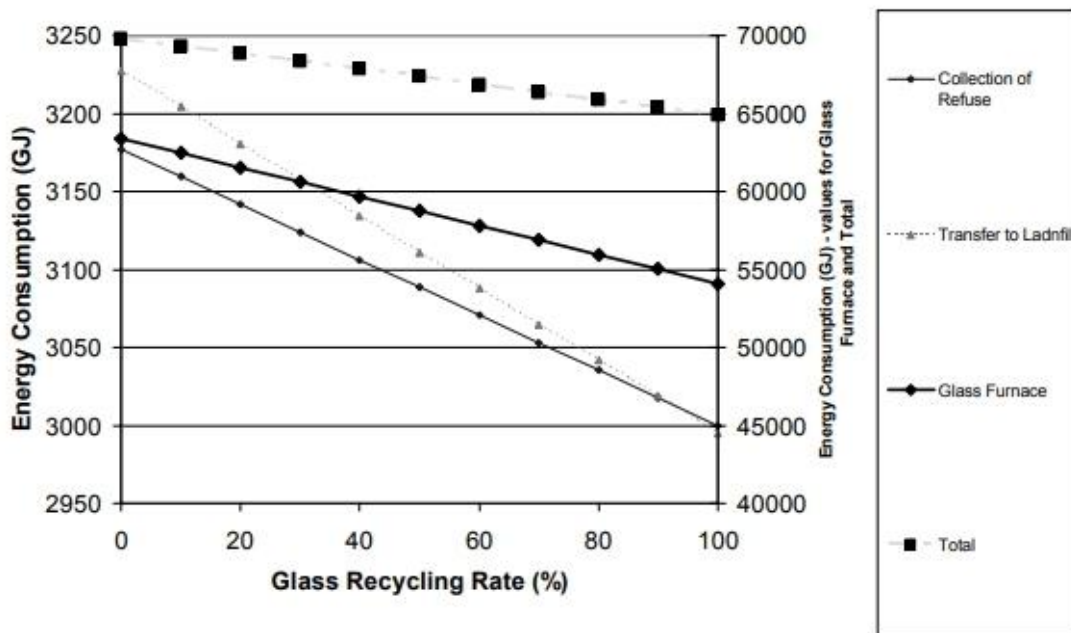 3250
3200
3150
3100
3050
3000
2950
Energy Consumption (GJ)
70000
65000
60000
55000
50000
45000
40000
Energy Consumption (GJ) - values for Glass
Furnace and Total
0 20 40 60 80 100
Glass Recycling Rate (%)
Collection of
Refuse
Transfer to Ladnfil
Glass Furnace
Total